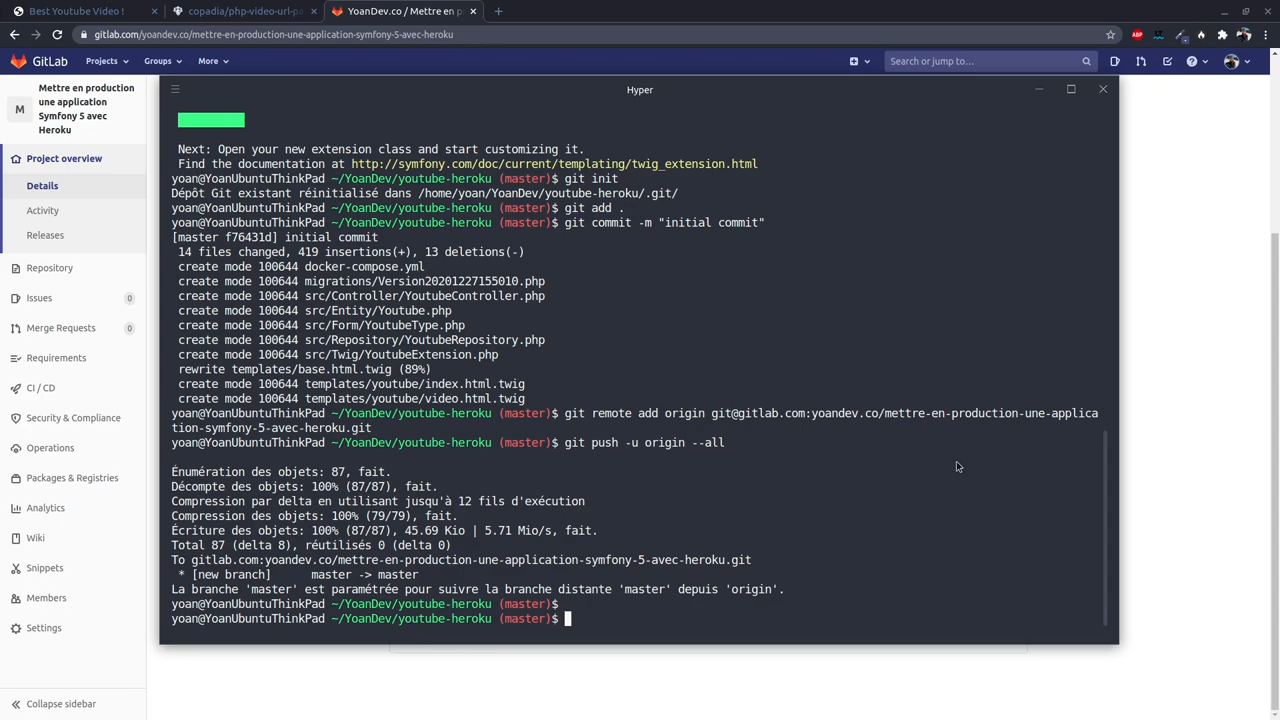 Best Youtube Video !
copadia/php-video-url-pa
YoanDev.co / Mettre en p
gitlab.com/yoandev.co/mettre-en-production-une-application-symfony-5-avec-heroku
ABP
GitLab
Projects
Groups
More
Search or jump to…
M
Mettre en production
une application
Symfony 5 avec
Heroku
Project overview
Details
Activity
Releases
Repository
Issues 0
Merge Requests 0
Requirements
CI / CD
Security & Compliance
Operations
Packages & Registries
Analytics
Wiki
Snippets
Members
Settings
Collapse sidebar
Hyper
Next: Open your new extension class and start customizing it.
Find the documentation at http://symfony.com/doc/current/templating/twig_extension.html
yoan@YoanUbuntuThinkPad ~/YoanDev/youtube-heroku (master)$ git init
Dépôt Git existant réinitialisé dans /home/yoan/YoanDev/youtube-heroku/.git/
yoan@YoanUbuntuThinkPad ~/YoanDev/youtube-heroku (master)$ git add .
yoan@YoanUbuntuThinkPad ~/YoanDev/youtube-heroku (master)$ git commit -m "initial commit"
[master f76431d] initial commit
14 files changed, 419 insertions(+), 13 deletions(-)
create mode 100644 docker-compose.yml
create mode 100644 migrations/Version20201227155010.php
create mode 100644 src/Controller/YoutubeController.php
create mode 100644 src/Entity/Youtube.php
create mode 100644 src/Form/YoutubeType.php
create mode 100644 src/Repository/YoutubeRepository.php
create mode 100644 src/Twig/YoutubeExtension.php
rewrite templates/base.html.twig (89%)
create mode 100644 templates/youtube/index.html.twig
create mode 100644 templates/youtube/video.html.twig
yoan@YoanUbuntuThinkPad ~/YoanDev/youtube-heroku (master)$ git remote add origin git@gitlab.com:yoandev.co/mettre-en-production-une-applica
tion-symfony-5-avec-heroku.git
yoan@YoanUbuntuThinkPad ~/YoanDev/youtube-heroku (master)$ git push -u origin --all
Énumération des objets: 87, fait.
Décompte des objets: 100% (87/87), fait.
Compression par delta en utilisant jusqu'à 12 fils d'exécution
Compression des objets: 100% (79/79), fait.
Écriture des objets: 100% (87/87), 45.69 Kio | 5.71 Mio/s, fait.
Total 87 (delta 8), réutilisés 0 (delta 0)
To gitlab.com:yoandev.co/mettre-en-production-une-application-symfony-5-avec-heroku.git
* [new branch] master -> master
La branche 'master' est paramétrée pour suivre la branche distante 'master' depuis 'origin'.
yoan@YoanUbuntuThinkPad ~/YoanDev/youtube-heroku (master)$
yoan@YoanUbuntuThinkPad ~/YoanDev/youtube-heroku (master)$